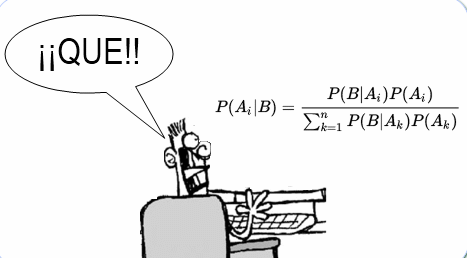 ¡¡QUE!!
P(A_i|B) = \frac{P(B|A_i)P(A_i)}{\sum_{k=1}^{n} P(B|A_k)P(A_k)}